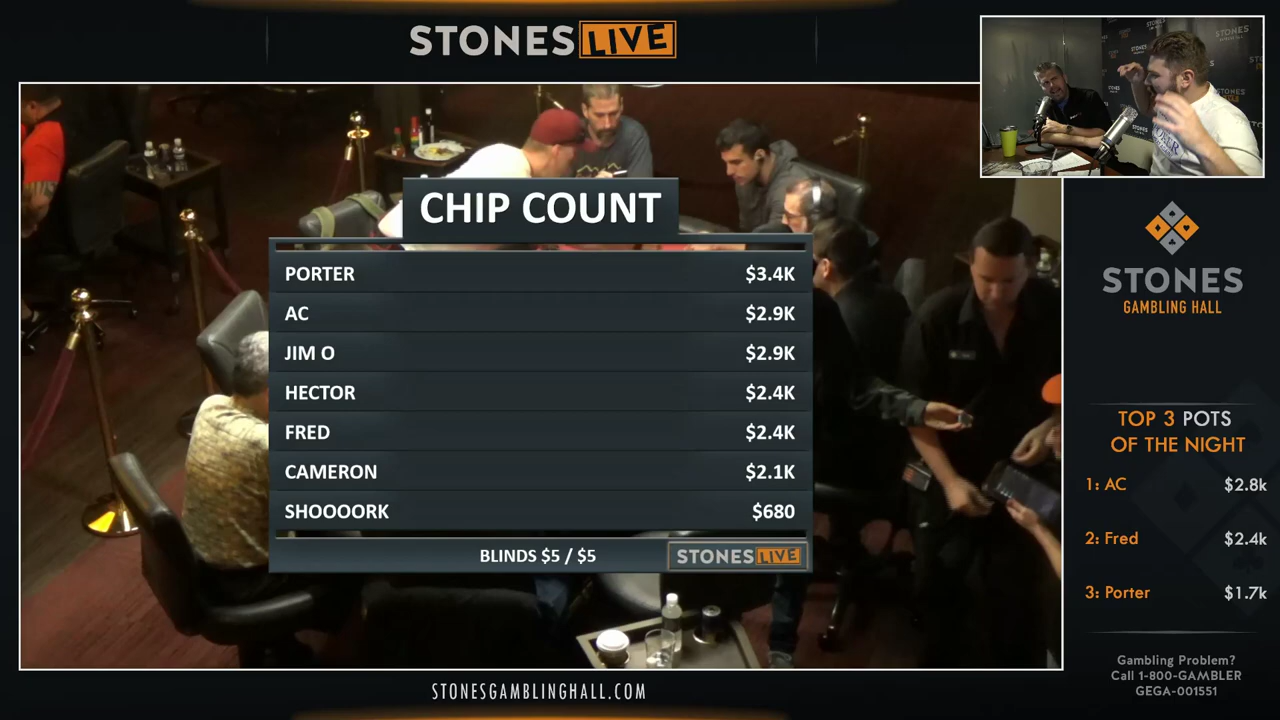 STONES LIVE
CHIP COUNT
PORTER $3.4K
AC $2.9K
JIM O $2.9K
HECTOR $2.4K
FRED $2.4K
CAMERON $2.1K
SHOOOORK $680
BLINDS $5 / $5
STONES LIVE
STONESGAMBLINGHALL.COM
STONES
GAMBLING HALL
TOP 3 POTS
OF THE NIGHT
1: AC $2.8k
2: Fred $2.4k
3: Porter $1.7k
Gambling Problem?
Call 1-800-GAMBLER
GEGA-001551